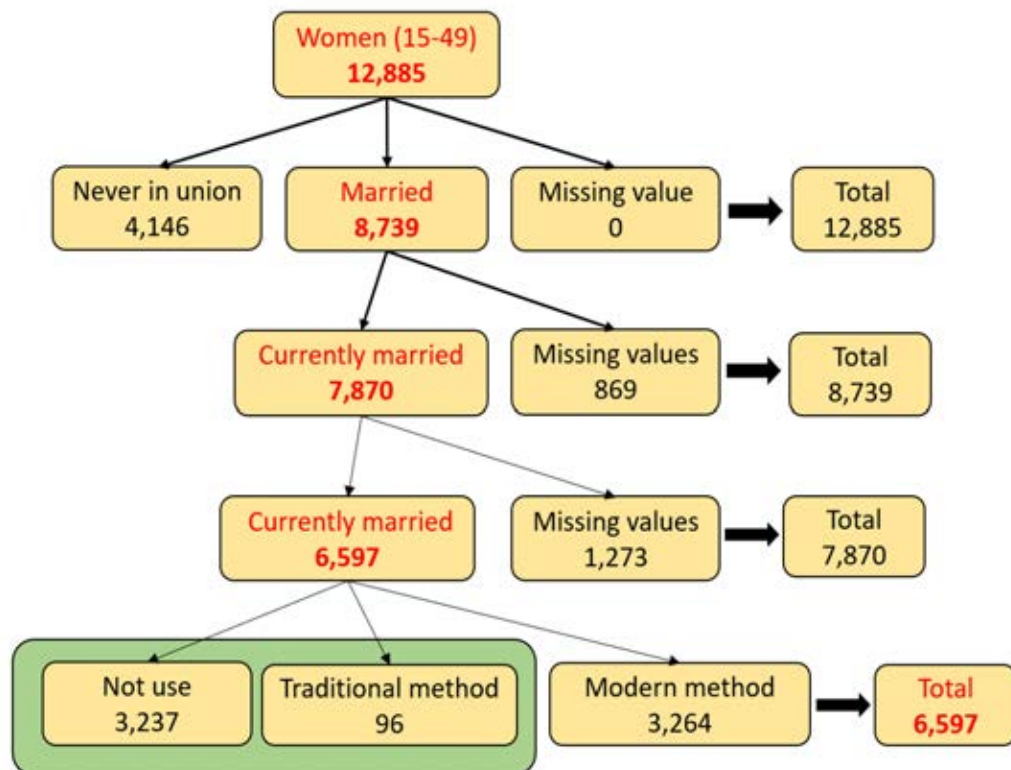 Women (15-49)
12,885
Never in union
4,146
Married
8,739
Missing value
0
Total
12,885
Currently married
7,870
Missing values
869
Total
8,739
Currently married
6,597
Missing values
1,273
Total
7,870
Not use
3,237
Traditional method
96
Modern method
3,264
Total
6,597